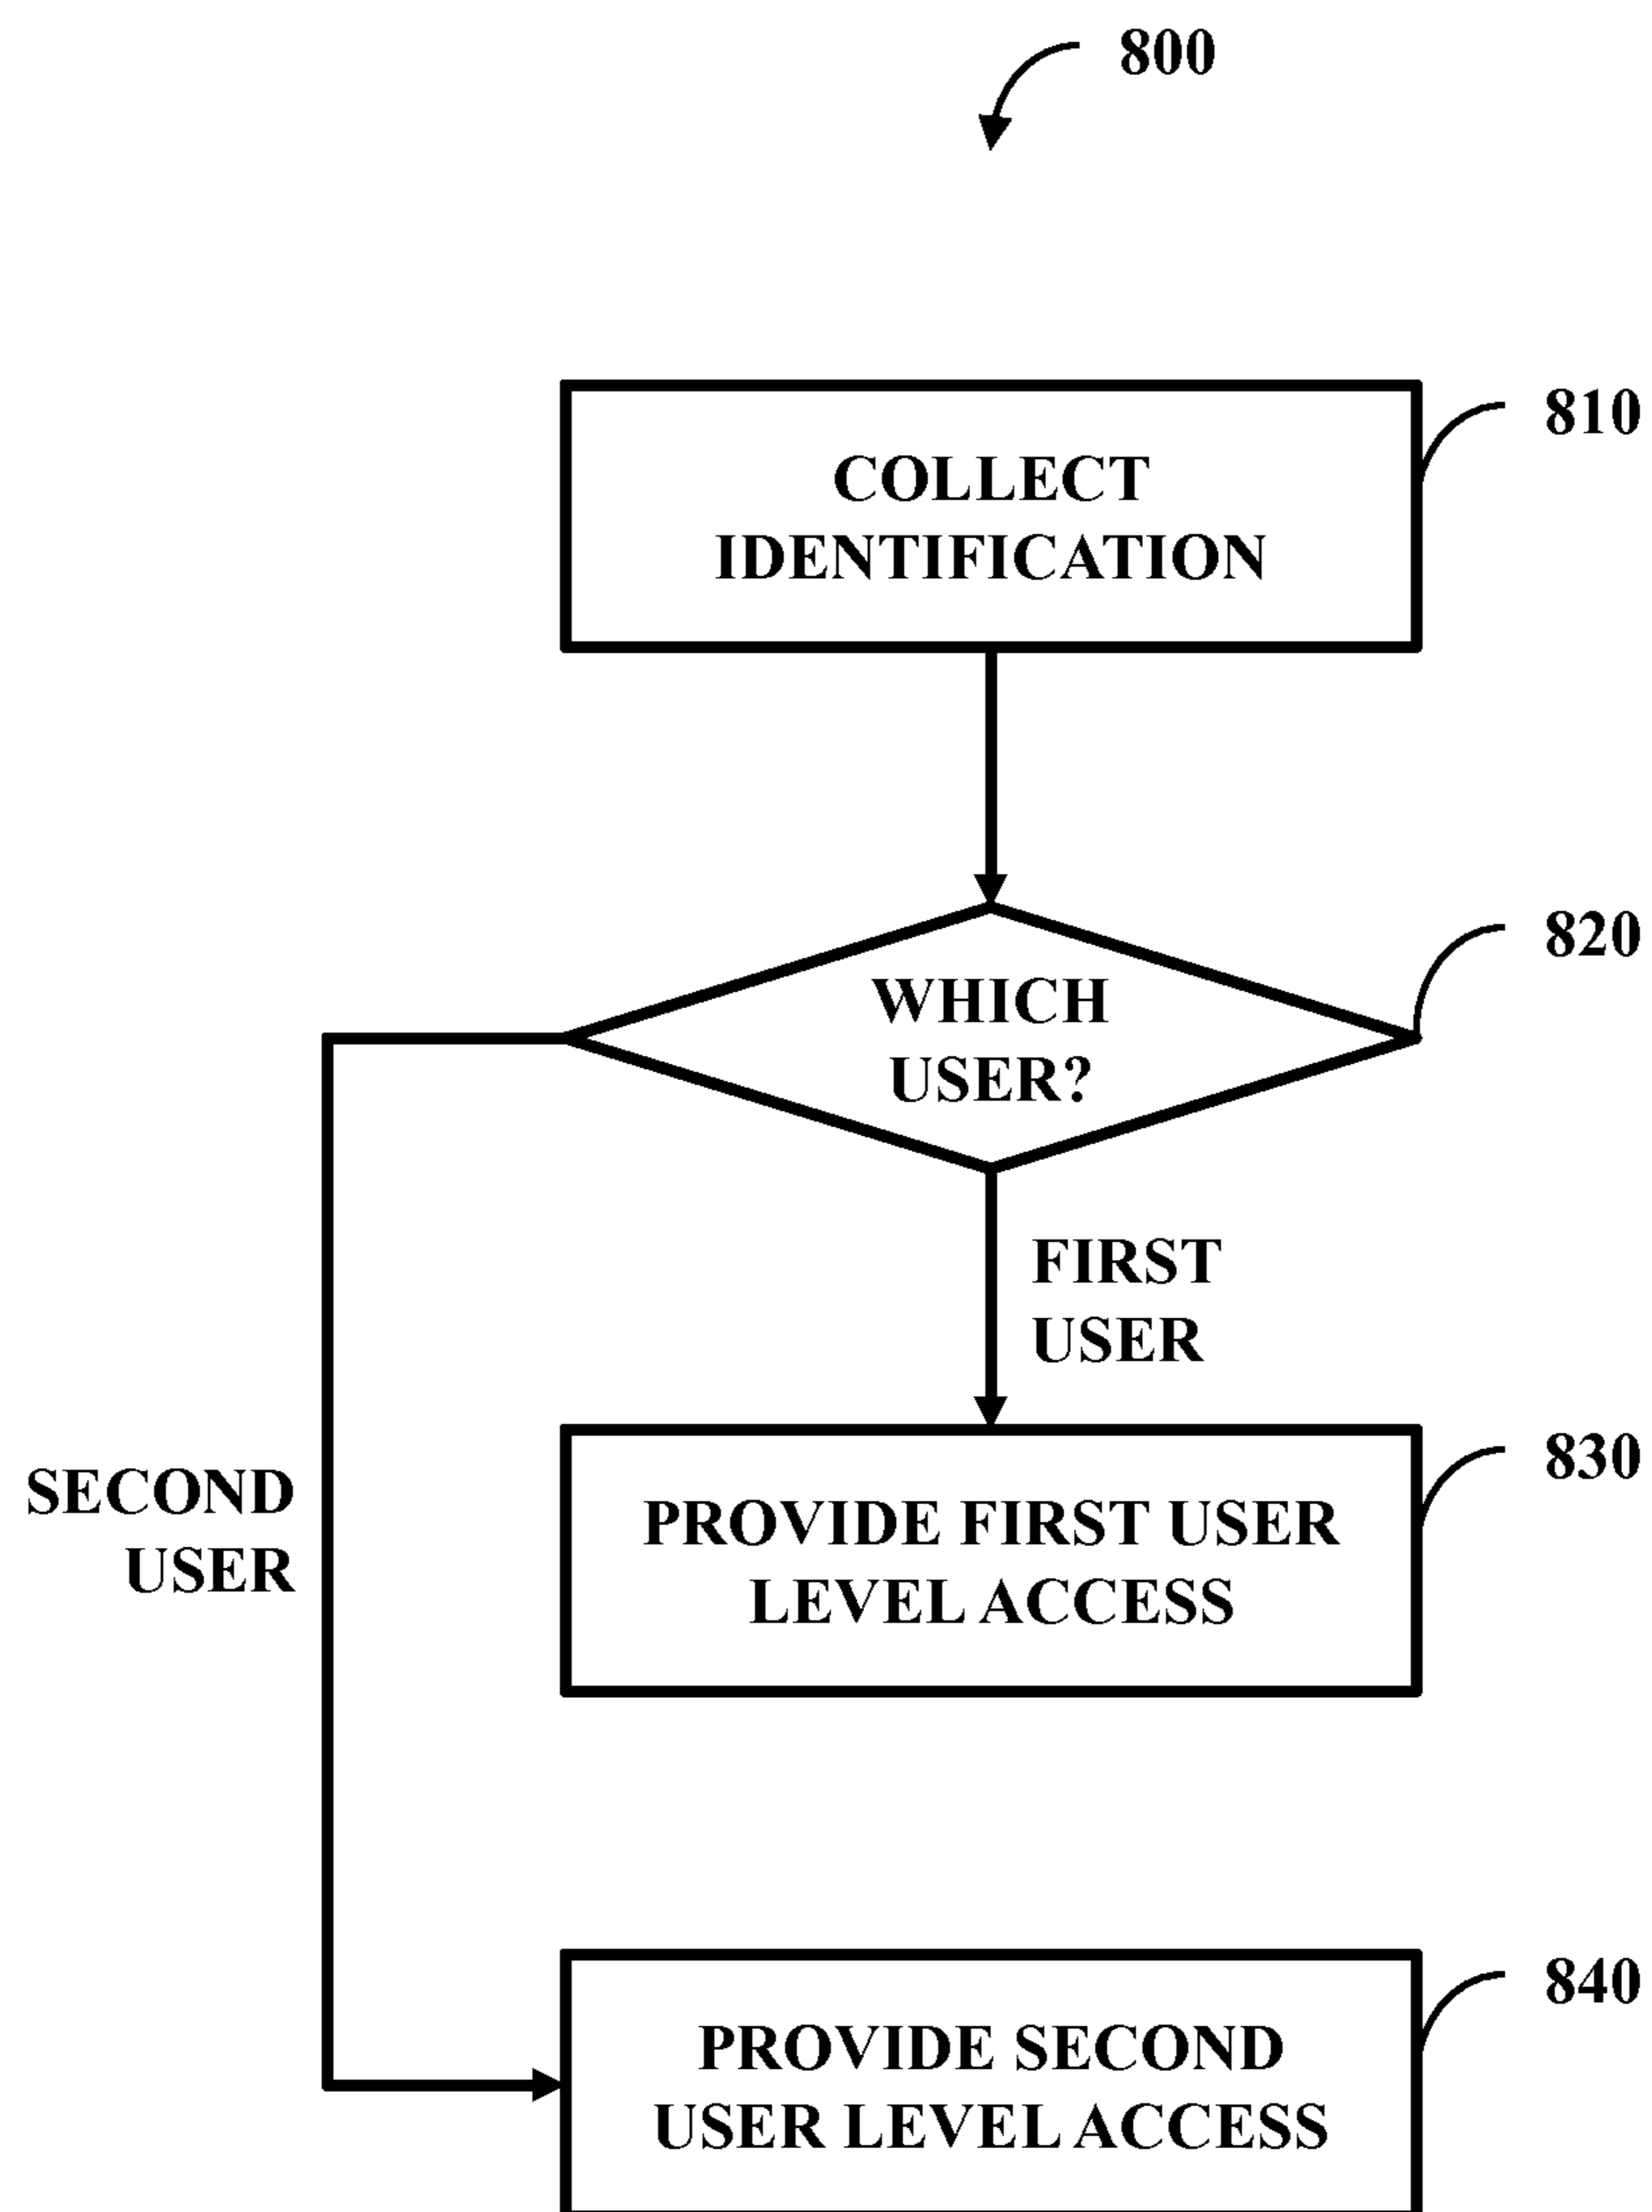 800
COLLECT
IDENTIFICATION
810
WHICH
USER?
820
FIRST
USER
SECOND
USER
PROVIDE FIRST USER
LEVEL ACCESS
830
PROVIDE SECOND
USER LEVEL ACCESS
840